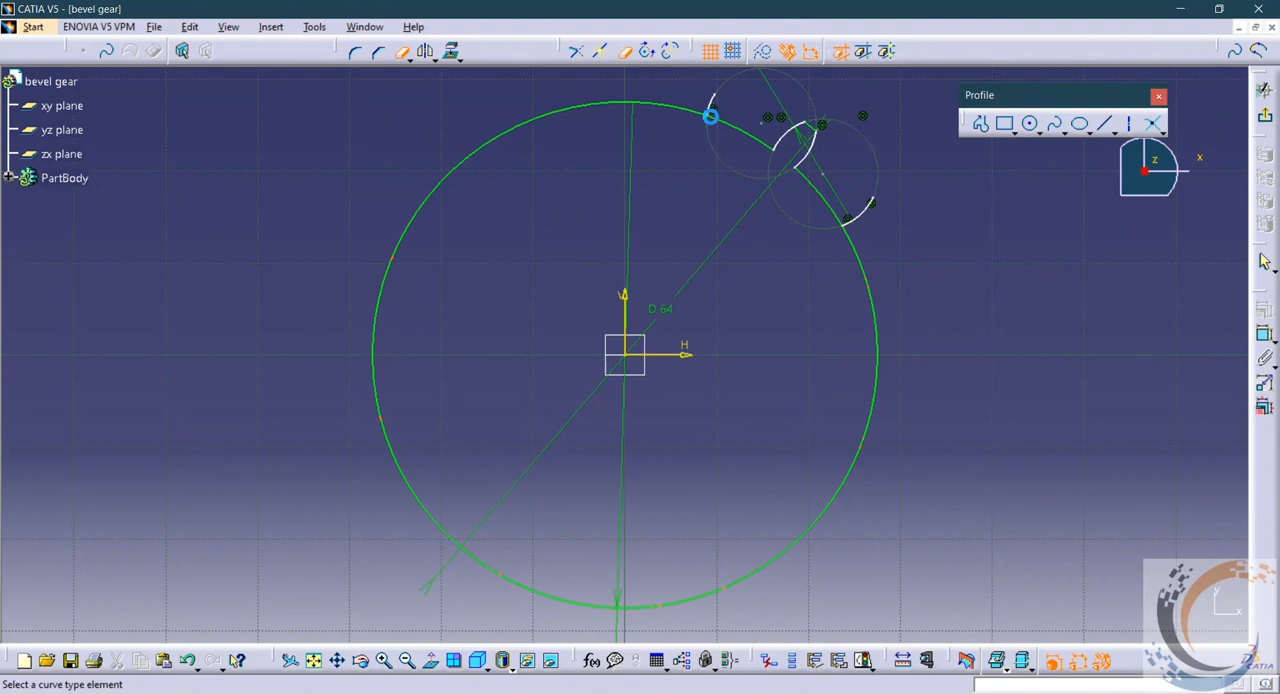 CATIA V5 - [bevel gear]
Start ENOVIA V5 VPM File Edit View Insert Tools Window Help
bevel gear
xy plane
yz plane
zx plane
PartBody
Profile
z
x
D 64
V
H
y
x
f(x)
CATIA
Select a curve type element